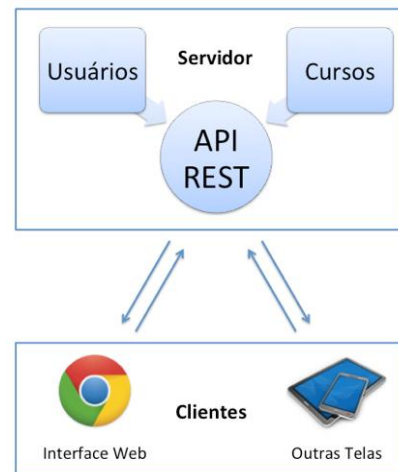 Usuários
Servidor
Cursos
API
REST
Clientes
Interface Web
Outras Telas